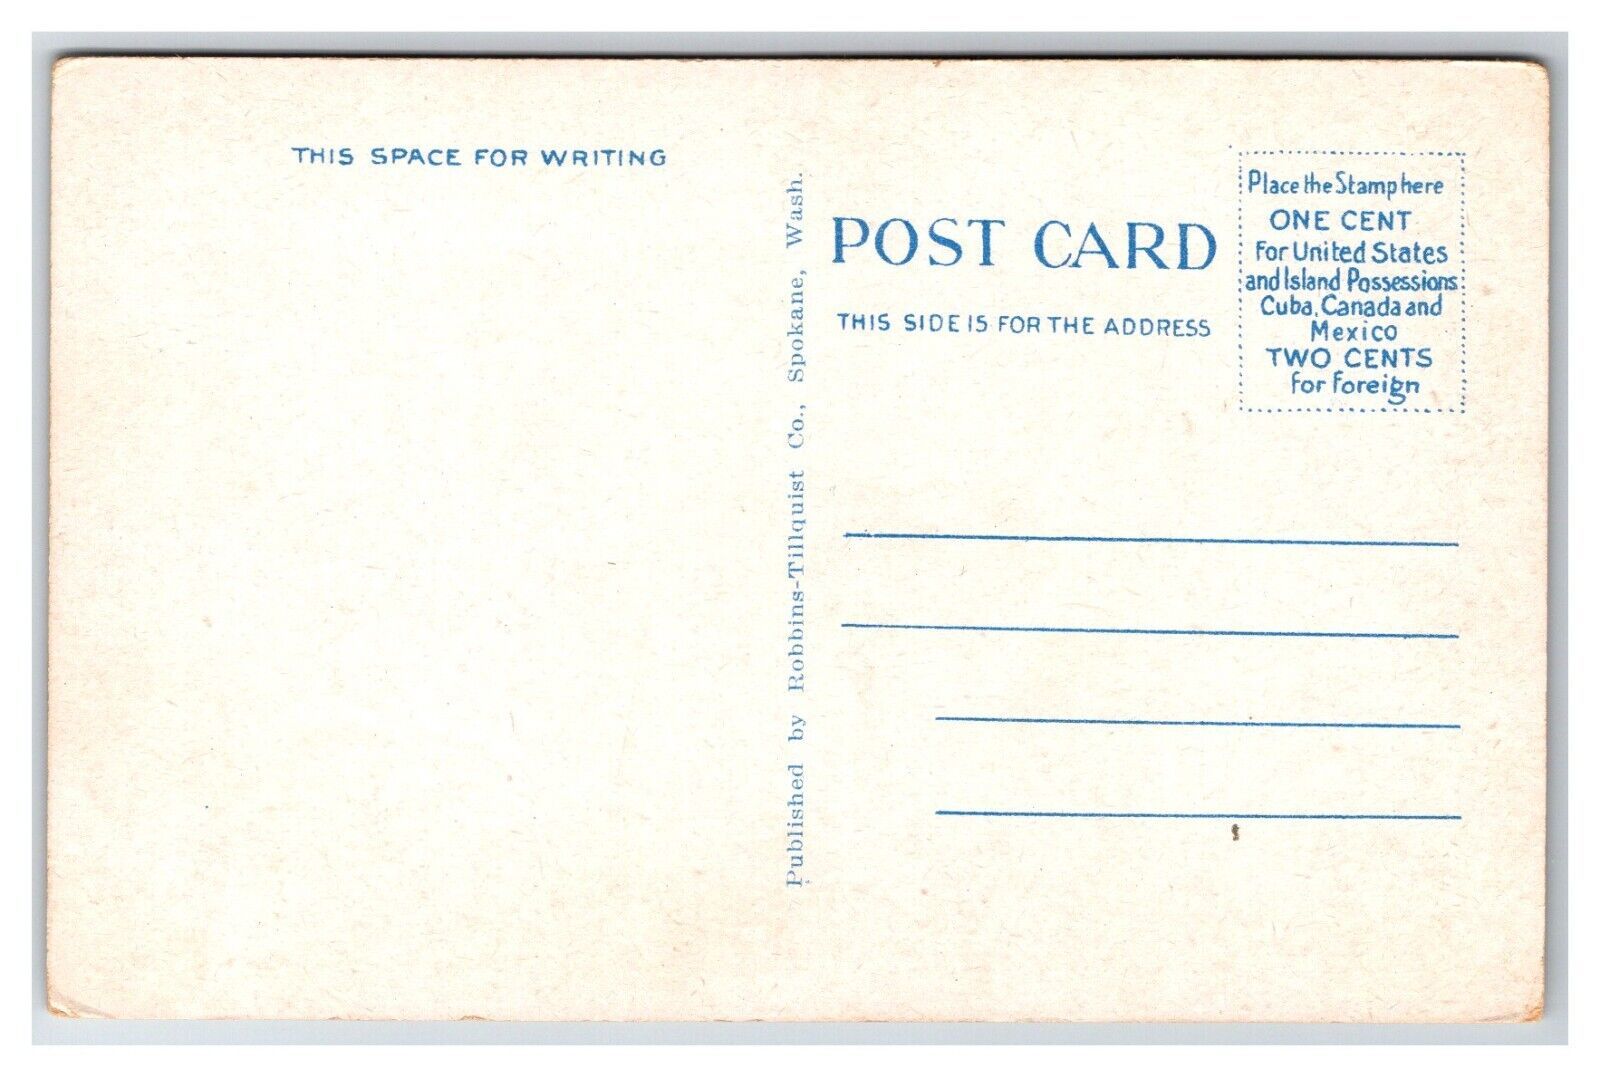 THIS SPACE FOR WRITING
Published by Robbins-Tillquist Co., Spokane, Wash.
POST CARD
THIS SIDE IS FOR THE ADDRESS
Place the Stamp here
ONE CENT
For United States
and Island Possessions
Cuba, Canada and
Mexico
TWO CENTS
for Foreign